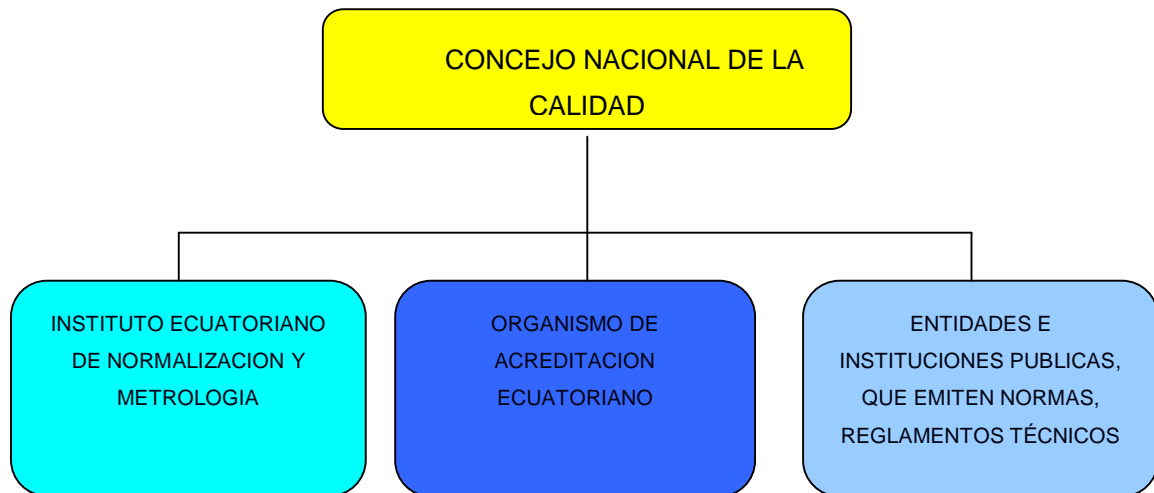 CONCEJO NACIONAL DE LA
CALIDAD
INSTITUTO ECUATORIANO
DE NORMALIZACION Y
METROLOGIA
ORGANISMO DE
ACREDITACION
ECUATORIANO
ENTIDADES E
INSTITUCIONES PUBLICAS,
QUE EMITEN NORMAS,
REGLAMENTOS TÉCNICOS